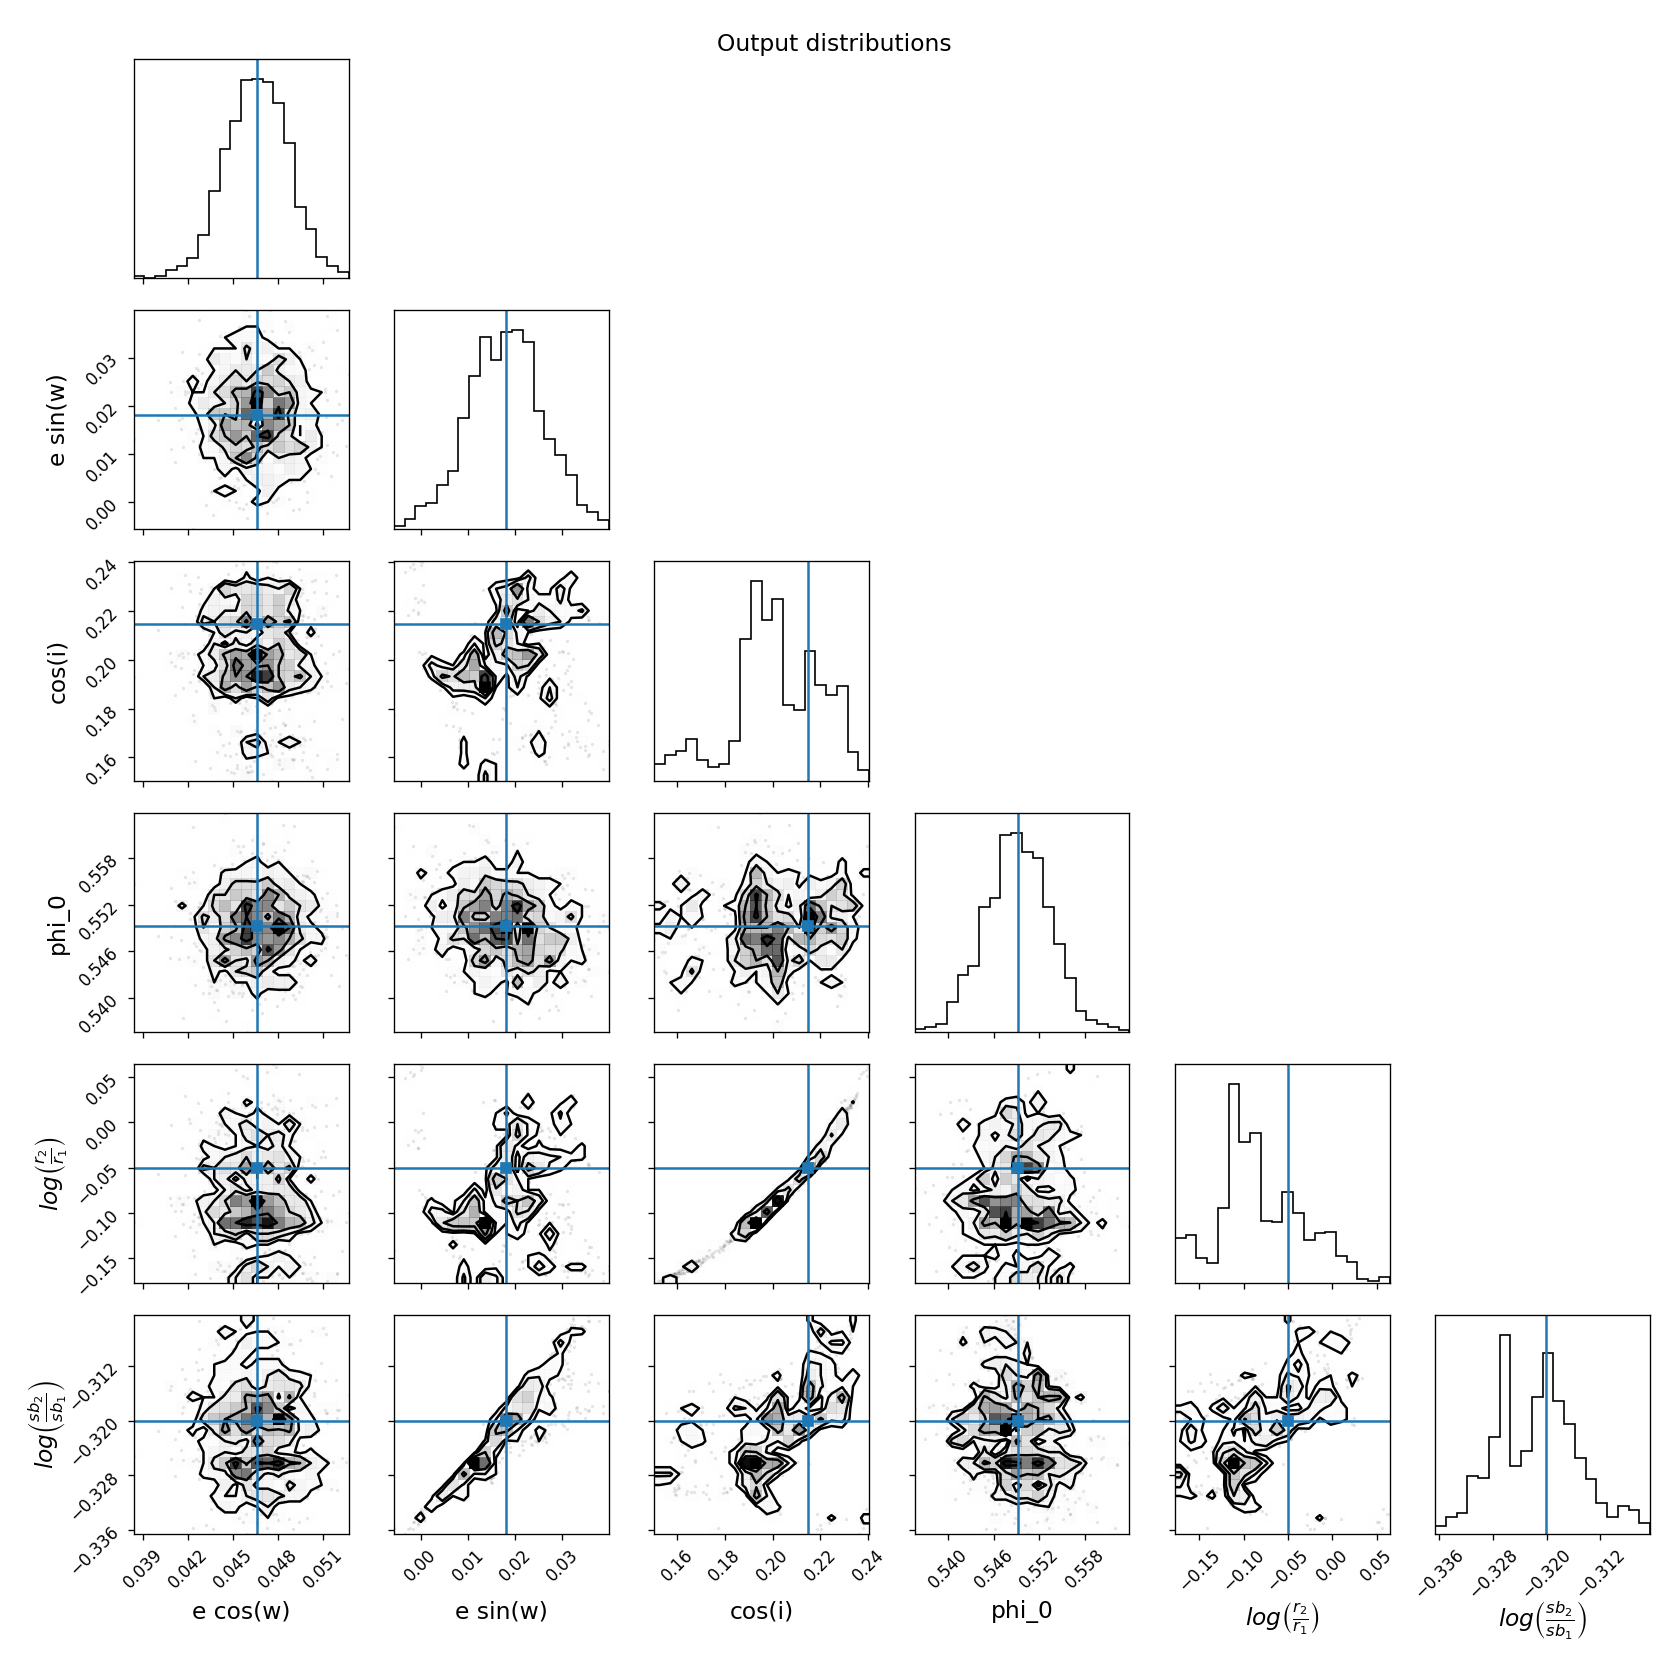 Output distributions
e sin(w)
0.03
0.02
0.01
0.00
cos(i)
0.24
0.22
0.20
0.18
0.16
phi_0
0.558
0.552
0.546
0.540
log(r₂/r₁)
0.05
0.00
−0.05
−0.10
−0.15
log(sb₂/sb₁)
−0.312
−0.320
−0.328
−0.336
0.039 0.042 0.045 0.048 0.051
e cos(w)
0.00 0.01 0.02 0.03
e sin(w)
0.16 0.18 0.20 0.22 0.24
cos(i)
0.540 0.546 0.552 0.558
phi_0
−0.15 −0.10 −0.05 0.00 0.05
log(r₂/r₁)
−0.336 −0.328 −0.320 −0.312
log(sb₂/sb₁)